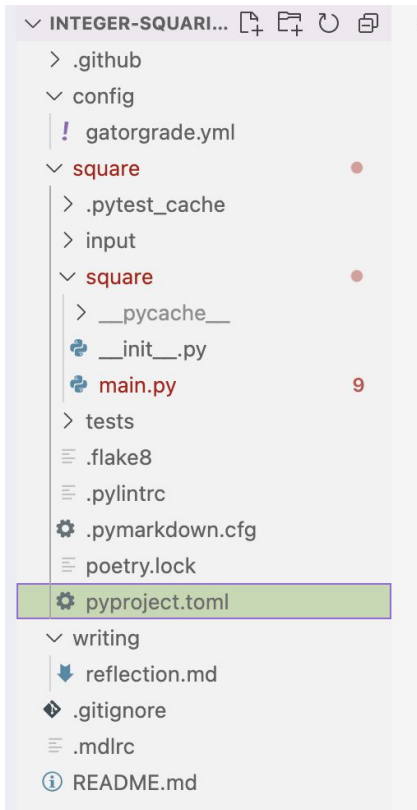 INTEGER-SQUARI...
.github
config
! gatorgrade.yml
square
.pytest_cache
input
square
__pycache__
__init__.py
main.py 9
tests
.flake8
.pylintrc
.pymarkdown.cfg
poetry.lock
pyproject.toml
writing
reflection.md
.gitignore
.mdlrc
README.md